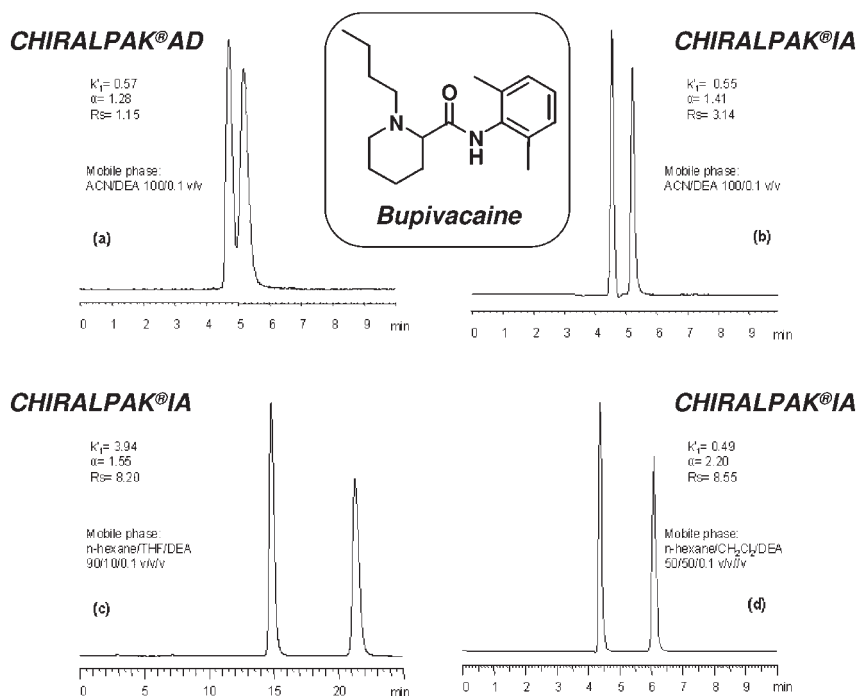 CHIRALPAK®AD
k'₁= 0.57
α= 1.28
Rs= 1.15
Mobile phase:
ACN/DEA 100/0.1 v/v
(a)
0 1 2 3 4 5 6 7 8 9 min
N
O
N
H
Bupivacaine
CHIRALPAK®IA
k'₁= 0.55
α= 1.41
Rs= 3.14
Mobile phase:
ACN/DEA 100/0.1 v/v
(b)
0 1 2 3 4 5 6 7 8 9 min
CHIRALPAK®IA
k'₁= 3.94
α= 1.55
Rs= 8.20
Mobile phase:
n-hexane/THF/DEA
90/10/0.1 v/v/v
(c)
0 5 10 15 20 min
CHIRALPAK®IA
k'₁= 0.49
α= 2.20
Rs= 8.55
Mobile phase:
n-hexane/CH₂Cl₂/DEA
50/50/0.1 v/v//v
(d)
0 1 2 3 4 5 6 7 8 9 min